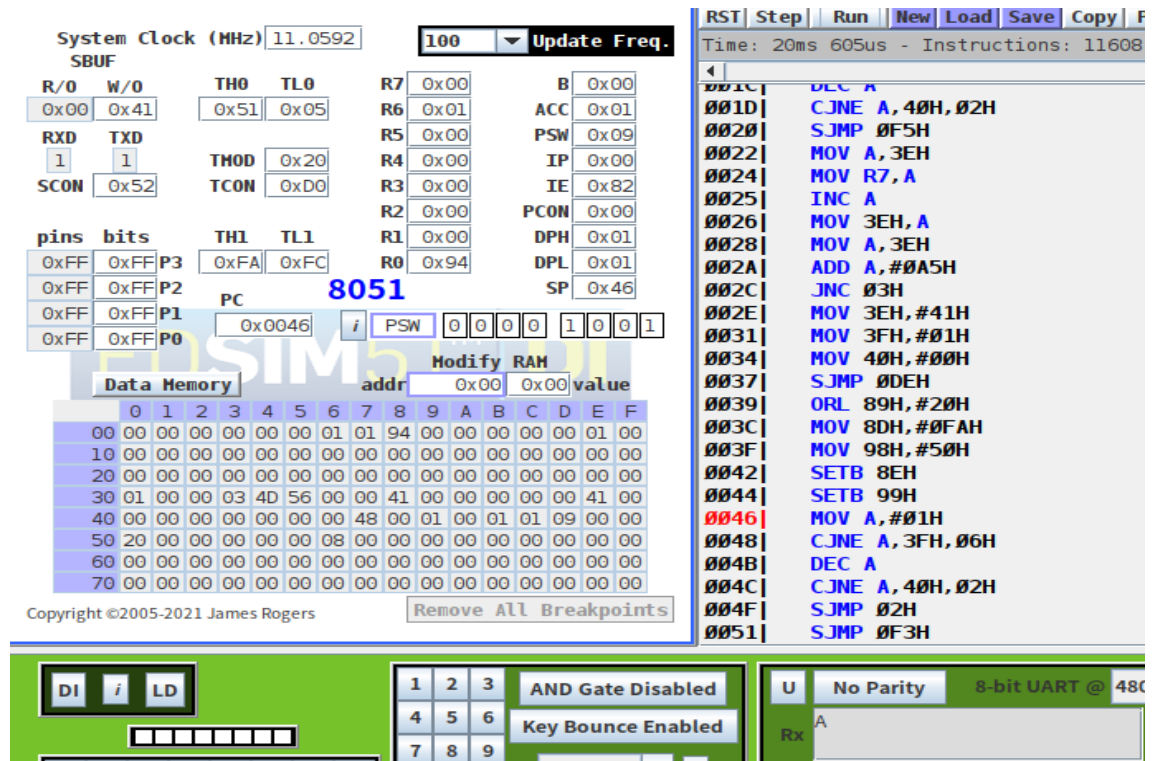 System Clock (MHz) 11.0592 100 Update Freq.
SBUF
R/O W/O TH0 TL0 R7 0x00 B 0x00
0x00 0x41 0x51 0x05 R6 0x01 ACC 0x01
RXD TXD R5 0x00 PSW 0x09
1 1 TMOD 0x20 R4 0x00 IP 0x00
SCON 0x52 TCON 0xD0 R3 0x00 IE 0x82
R2 0x00 PCON 0x00
pins bits TH1 TL1 R1 0x00 DPH 0x01
0xFF 0xFF P3 0xFA 0xFC R0 0x94 DPL 0x01
0xFF 0xFF P2 PC 8051 SP 0x46
0xFF 0xFF P1 0x0046 i PSW 0 0 0 0 1 0 0 1
0xFF 0xFF P0
Modify RAM
Data Memory addr 0x00 0x00 value
0 1 2 3 4 5 6 7 8 9 A B C D E F
00 00 00 00 00 00 00 01 01 94 00 00 00 00 00 01 00
10 00 00 00 00 00 00 00 00 00 00 00 00 00 00 00 00
20 00 00 00 00 00 00 00 00 00 00 00 00 00 00 00 00
30 01 00 00 03 4D 56 00 00 41 00 00 00 00 00 41 00
40 00 00 00 00 00 00 00 48 00 01 00 01 01 09 00 00
50 20 00 00 00 00 00 08 00 00 00 00 00 00 00 00 00
60 00 00 00 00 00 00 00 00 00 00 00 00 00 00 00 00
70 00 00 00 00 00 00 00 00 00 00 00 00 00 00 00 00
Copyright ©2005-2021 James Rogers Remove All Breakpoints
RST Step Run New Load Save Copy
Time: 20ms 605us - Instructions: 11608
001C| DEC A
001D| CJNE A,40H,02H
0020| SJMP 0F5H
0022| MOV A,3EH
0024| MOV R7,A
0025| INC A
0026| MOV 3EH,A
0028| MOV A,3EH
002A| ADD A,#0A5H
002C| JNC 03H
002E| MOV 3EH,#41H
0031| MOV 3FH,#01H
0034| MOV 40H,#00H
0037| SJMP 0DEH
0039| ORL 89H,#20H
003C| MOV 8DH,#0FAH
003F| MOV 98H,#50H
0042| SETB 8EH
0044| SETB 99H
0046| MOV A,#01H
0048| CJNE A,3FH,06H
004B| DEC A
004C| CJNE A,40H,02H
004F| SJMP 02H
0051| SJMP 0F3H
DI i LD
1 2 3
4 5 6
7 8 9
AND Gate Disabled
Key Bounce Enabled
U No Parity 8-bit UART @ 480
Rx A